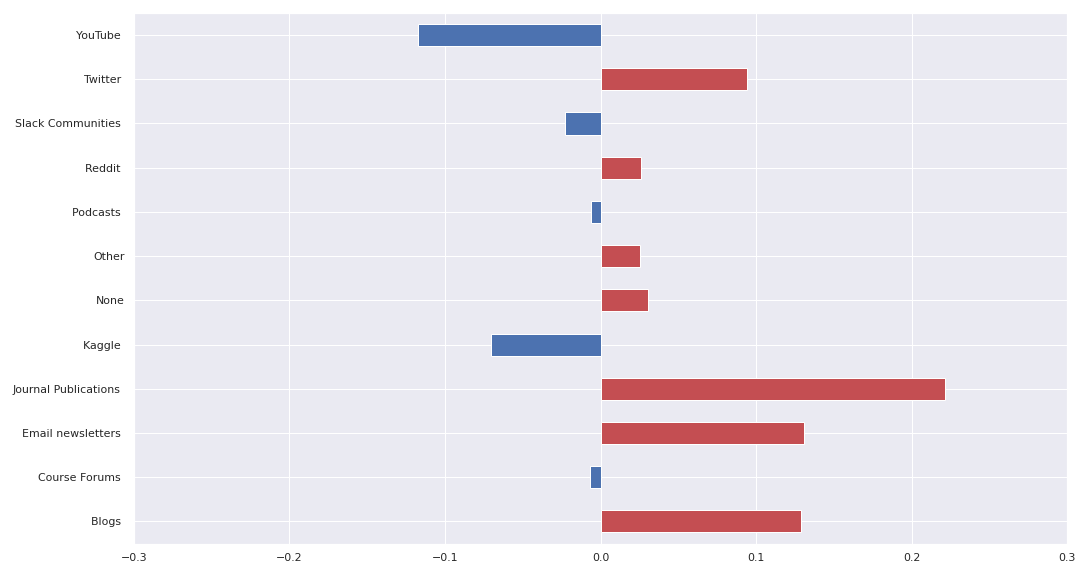 YouTube
Twitter
Slack Communities
Reddit
Podcasts
Other
None
Kaggle
Journal Publications
Email newsletters
Course Forums
Blogs
−0.3 −0.2 −0.1 0.0 0.1 0.2 0.3